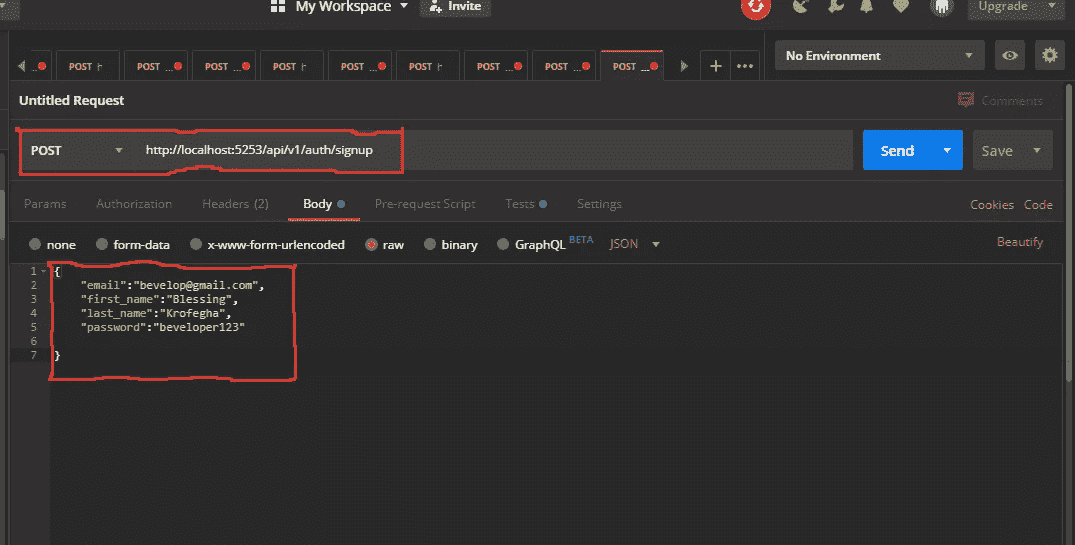 My Workspace Invite Upgrade
... POST POST ... POST ... POST POST ... POST POST ... POST ... POST ... + ••• No Environment
Untitled Request Comments
POST http://localhost:5253/api/v1/auth/signup Send Save
Params Authorization Headers (2) Body Pre-request Script Tests Settings Cookies Code
none form-data x-www-form-urlencoded raw binary GraphQL BETA JSON Beautify
1 {
2 "email":"bevelop@gmail.com",
3 "first_name":"Blessing",
4 "last_name":"Krofegha",
5 "password":"beveloper123"
6
7 }